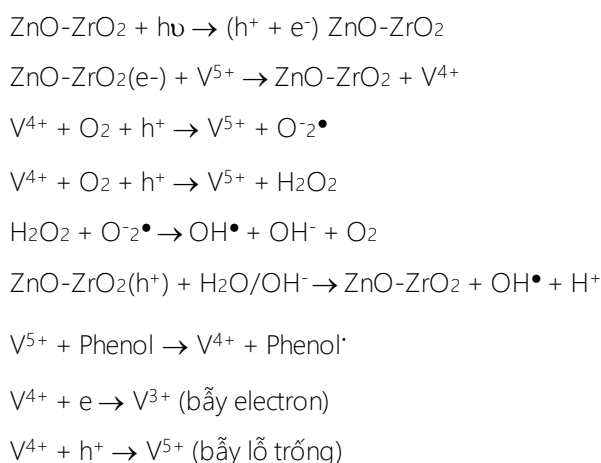 ZnO-ZrO2 + hυ → (h⁺ + e⁻) ZnO-ZrO2
ZnO-ZrO2(e-) + V⁵⁺ → ZnO-ZrO2 + V⁴⁺
V⁴⁺ + O2 + h⁺ → V⁵⁺ + O⁻2•
V⁴⁺ + O2 + h⁺ → V⁵⁺ + H2O2
H2O2 + O⁻2• → OH• + OH⁻ + O2
ZnO-ZrO2(h⁺) + H2O/OH⁻ → ZnO-ZrO2 + OH• + H⁺
V⁵⁺ + Phenol → V⁴⁺ + Phenol˙
V⁴⁺ + e → V³⁺ (bẫy electron)
V⁴⁺ + h⁺ → V⁵⁺ (bẫy lỗ trống)